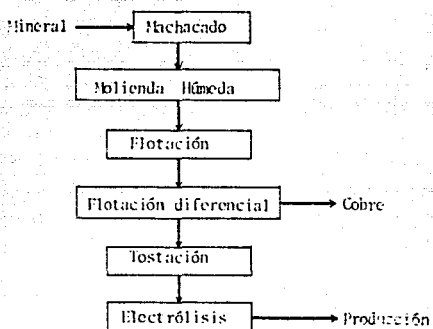 Mineral Machacado
Molienda Húmeda
Flotación
Flotación diferencial Cobre
Tostación
Electrólisis Producción